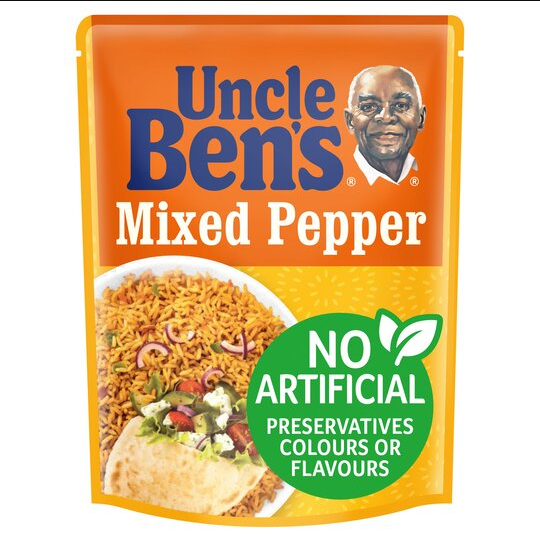 Uncle
Ben's
® ®
Mixed Pepper
NO
ARTIFICIAL
PRESERVATIVES
COLOURS OR
FLAVOURS